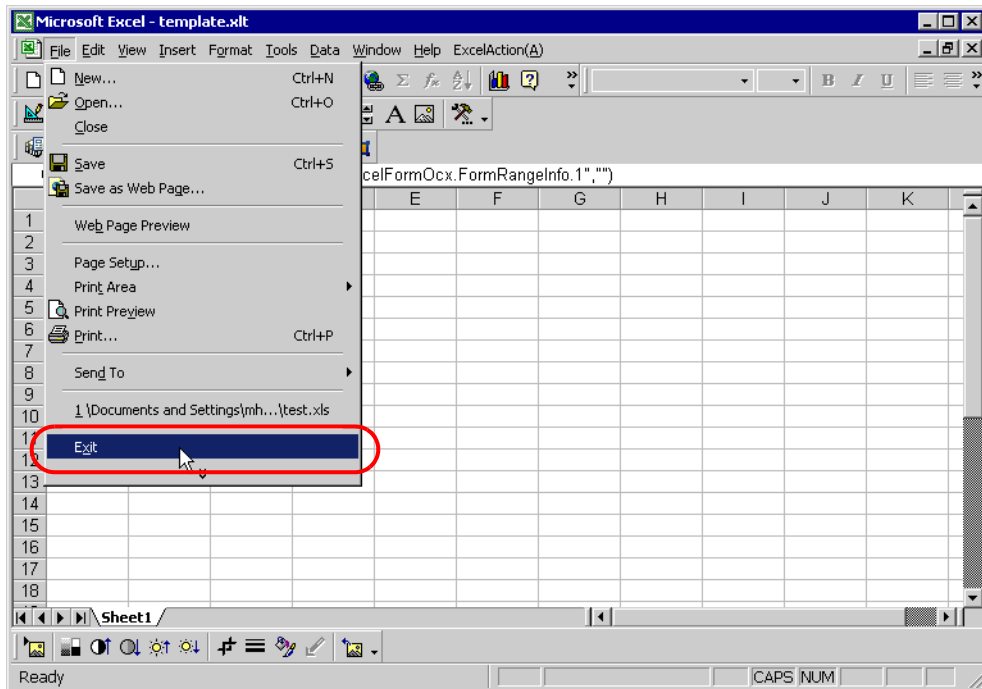 Microsoft Excel - template.xlt
File Edit View Insert Format Tools Data Window Help ExcelAction(A)
New... Ctrl+N
Open... Ctrl+O
Close
Save Ctrl+S
Save as Web Page...
Web Page Preview
Page Setup...
Print Area
Print Preview
Print... Ctrl+P
Send To
1 \Documents and Settings\mh...\test.xls
Exit
Σ fx B I U
A
celFormOcx.FormRangeInfo.1","")
E F G H I J K
1
2
3
4
5
6
7
8
9
10
11
12
13
14
15
16
17
18
Sheet1
Ready CAPS NUM